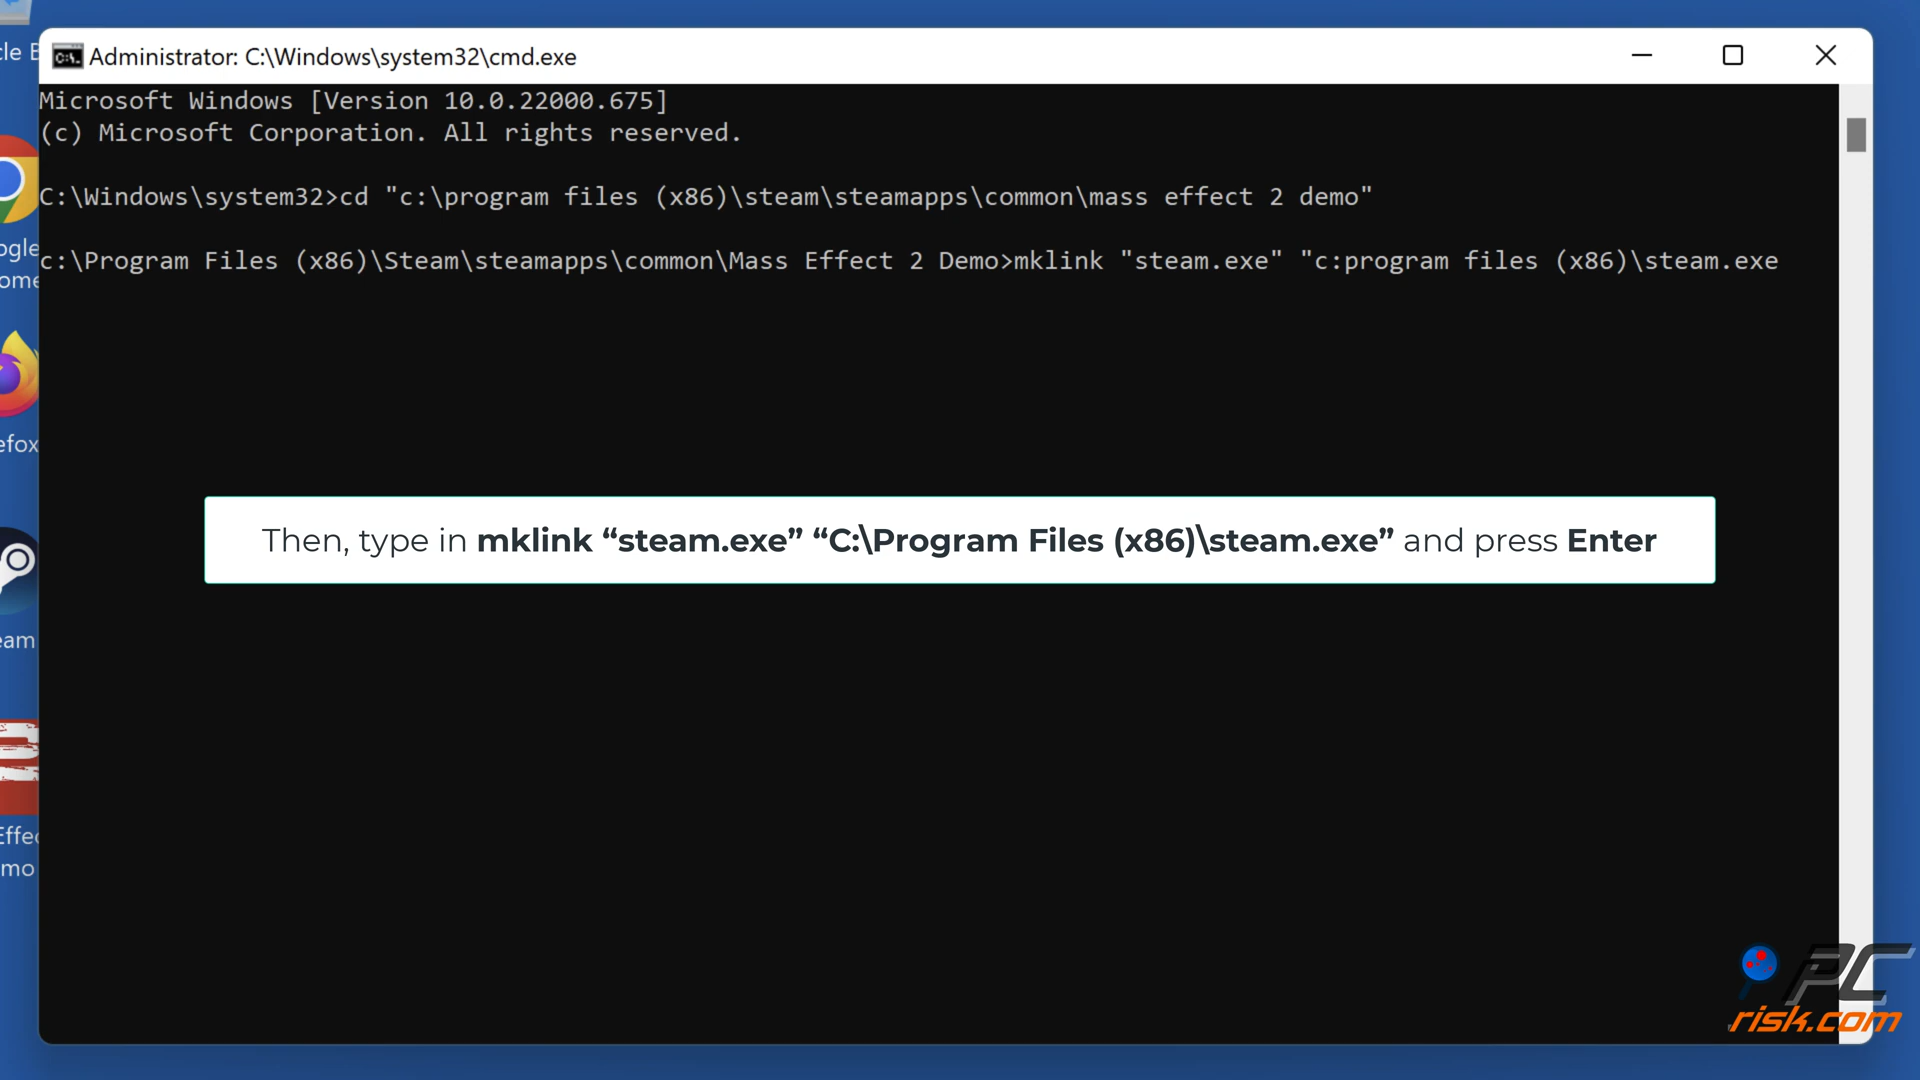 Administrator: C:\Windows\system32\cmd.exe
Microsoft Windows [Version 10.0.22000.675]
(c) Microsoft Corporation. All rights reserved.
C:\Windows\system32>cd "c:\program files (x86)\steam\steamapps\common\mass effect 2 demo"
c:\Program Files (x86)\Steam\steamapps\common\Mass Effect 2 Demo>mklink "steam.exe" "c:program files (x86)\steam.exe
Then, type in mklink “steam.exe” “C:\Program Files (x86)\steam.exe” and press Enter
PC
risk.com